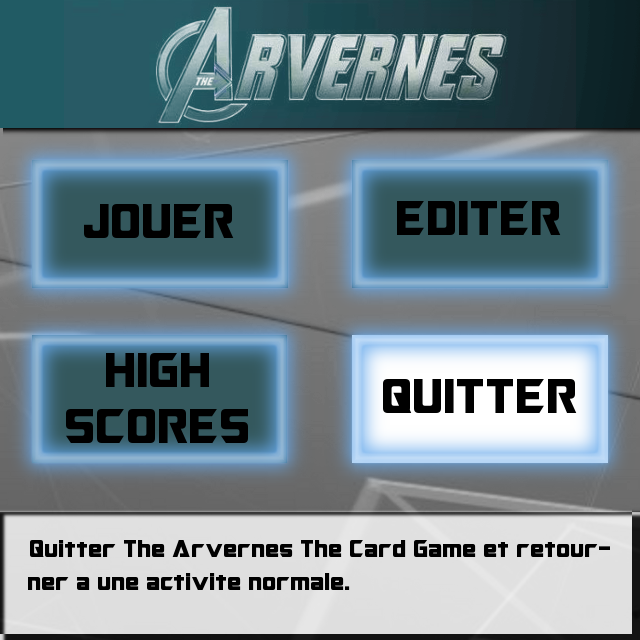 THE ARVERNES
JOUER
EDITER
HIGH
SCORES
QUITTER
Quitter The Arvernes The Card Game et retour-
ner a une activite normale.